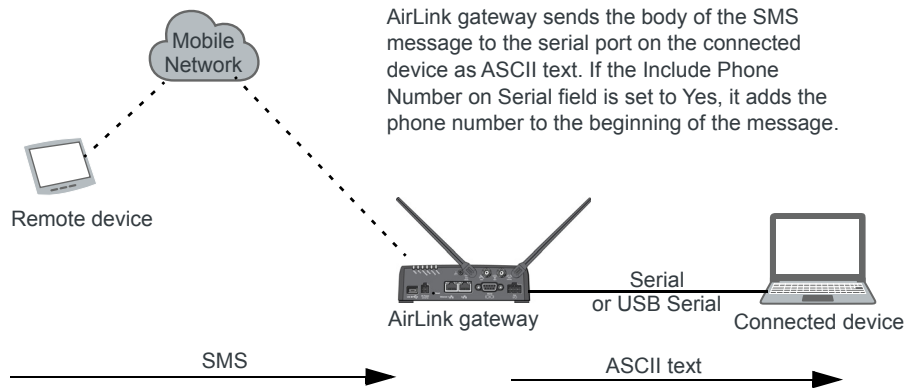 AirLink gateway sends the body of the SMS
message to the serial port on the connected
device as ASCII text. If the Include Phone
Number on Serial field is set to Yes, it adds the
phone number to the beginning of the message.
Mobile
Network
Remote device
Serial
or USB Serial
AirLink gateway
Connected device
SMS
ASCII text